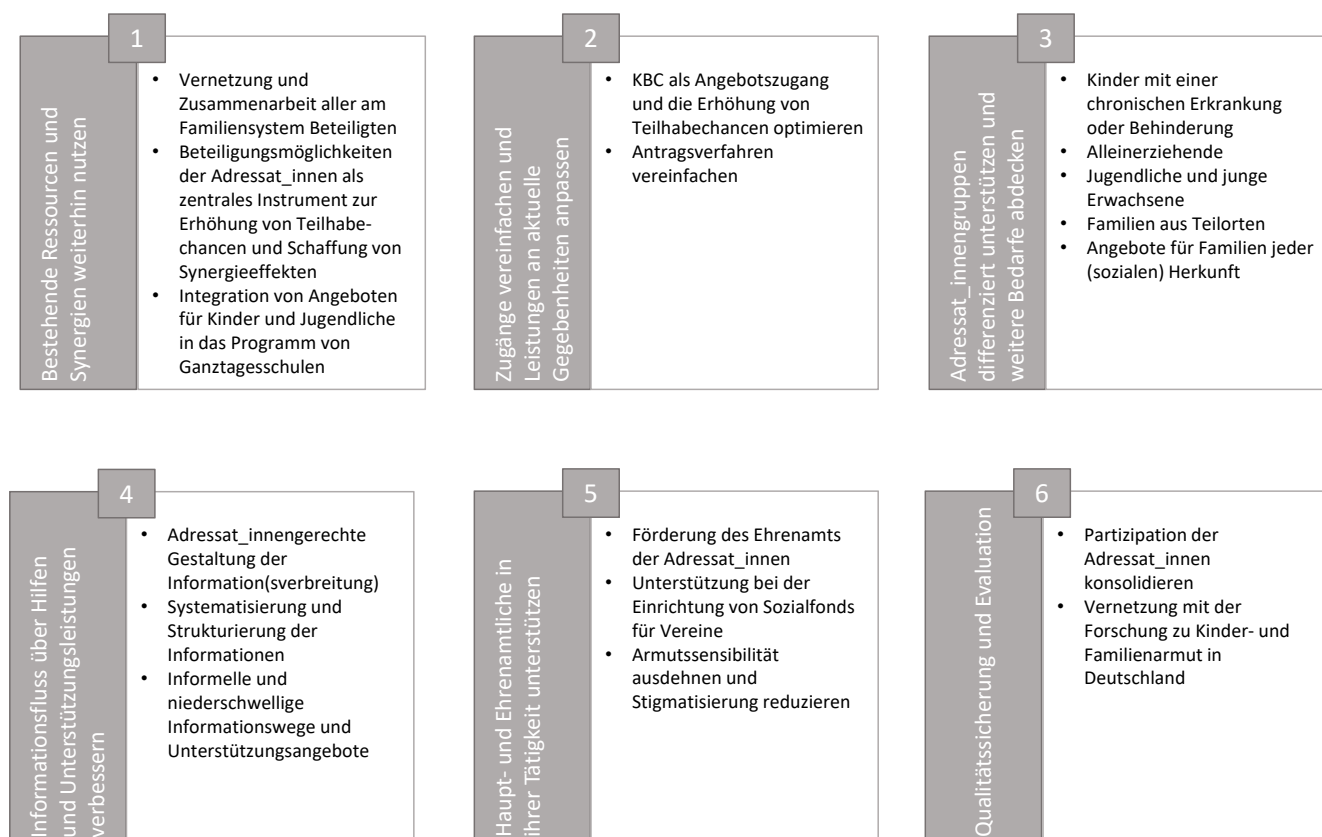 1
Bestehende Ressourcen und
Synergien weiterhin nutzen
• Vernetzung und
Zusammenarbeit aller am
Familiensystem Beteiligten
• Beteiligungsmöglichkeiten
der Adressat_innen als
zentrales Instrument zur
Erhöhung von Teilhabe-
chancen und Schaffung von
Synergieeffekten
• Integration von Angeboten
für Kinder und Jugendliche
in das Programm von
Ganztagesschulen
2
Zugänge vereinfachen und
Leistungen an aktuelle
Gegebenheiten anpassen
• KBC als Angebotszugang
und die Erhöhung von
Teilhabechancen optimieren
• Antragsverfahren
vereinfachen
3
Adressat_innengruppen
differenziert unterstützen und
weitere Bedarfe abdecken
• Kinder mit einer
chronischen Erkrankung
oder Behinderung
• Alleinerziehende
• Jugendliche und junge
Erwachsene
• Familien aus Teilorten
• Angebote für Familien jeder
(sozialen) Herkunft
4
Informationsfluss über Hilfen
und Unterstützungsleistungen
verbessern
• Adressat_innengerechte
Gestaltung der
Information(sverbreitung)
• Systematisierung und
Strukturierung der
Informationen
• Informelle und
niederschwellige
Informationswege und
Unterstützungsangebote
5
Haupt- und Ehrenamtliche in
ihrer Tätigkeit unterstützen
• Förderung des Ehrenamts
der Adressat_innen
• Unterstützung bei der
Einrichtung von Sozialfonds
für Vereine
• Armutssensibilität
ausdehnen und
Stigmatisierung reduzieren
6
Qualitätssicherung und Evaluation
• Partizipation der
Adressat_innen
konsolidieren
• Vernetzung mit der
Forschung zu Kinder- und
Familienarmut in
Deutschland